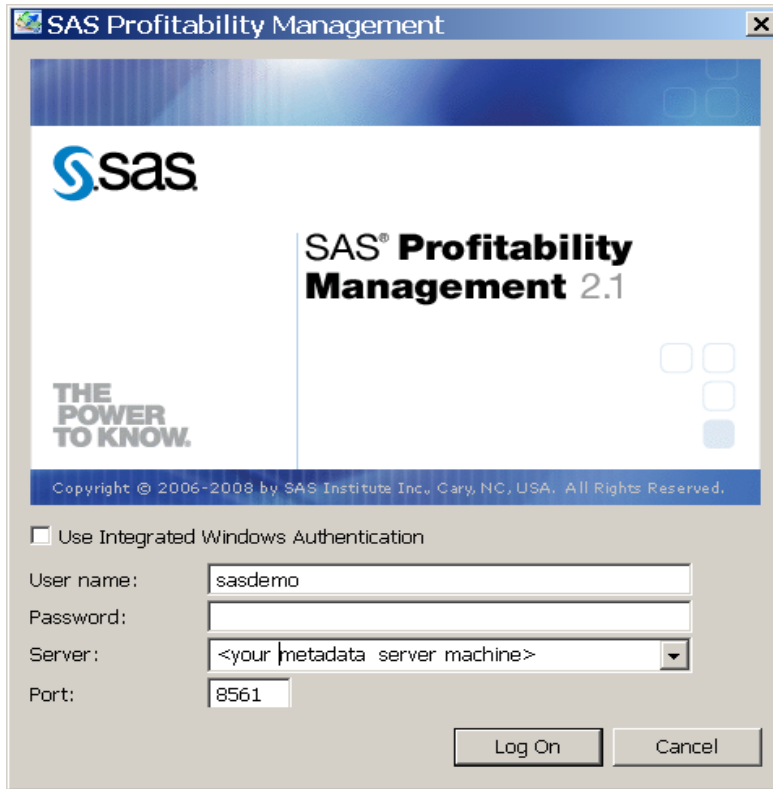 SAS Profitability Management
sas
SAS® Profitability
Management 2.1
THE
POWER
TO KNOW.
Copyright © 2006-2008 by SAS Institute Inc., Cary, NC, USA. All Rights Reserved.
Use Integrated Windows Authentication
User name: sasdemo
Password:
Server: <your metadata server machine>
Port: 8561
Log On Cancel